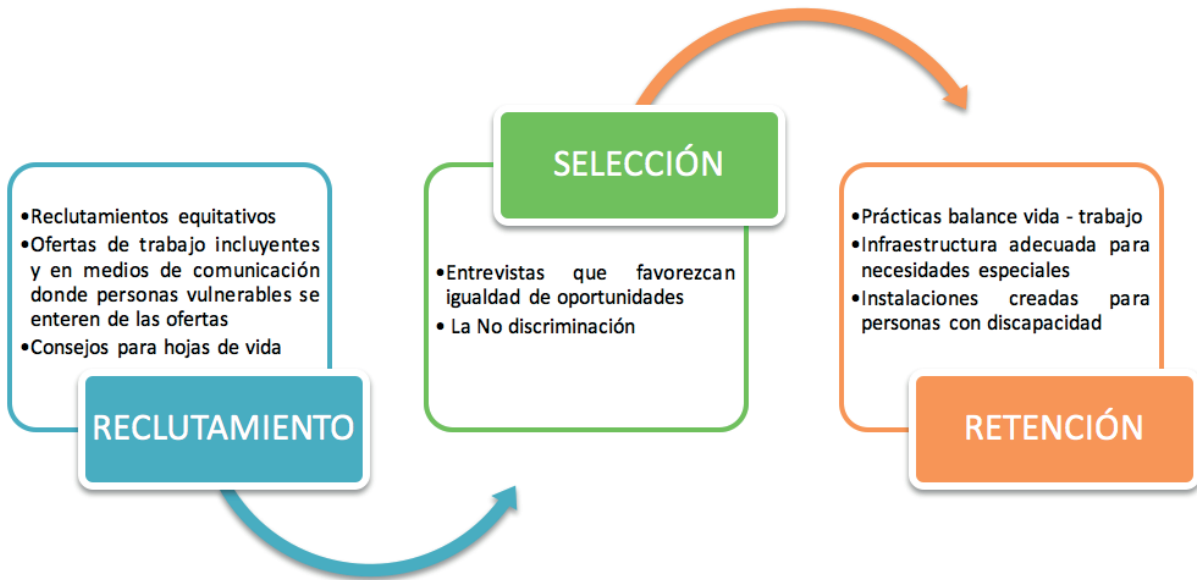 •Reclutamientos equitativos
•Ofertas de trabajo incluyentes
y en medios de comunicación
donde personas vulnerables se
enteren de las ofertas
•Consejos para hojas de vida
RECLUTAMIENTO
SELECCIÓN
•Entrevistas que favorezcan
igualdad de oportunidades
• La No discriminación
•Prácticas balance vida - trabajo
•Infraestructura adecuada para
necesidades especiales
•Instalaciones creadas para
personas con discapacidad
RETENCIÓN